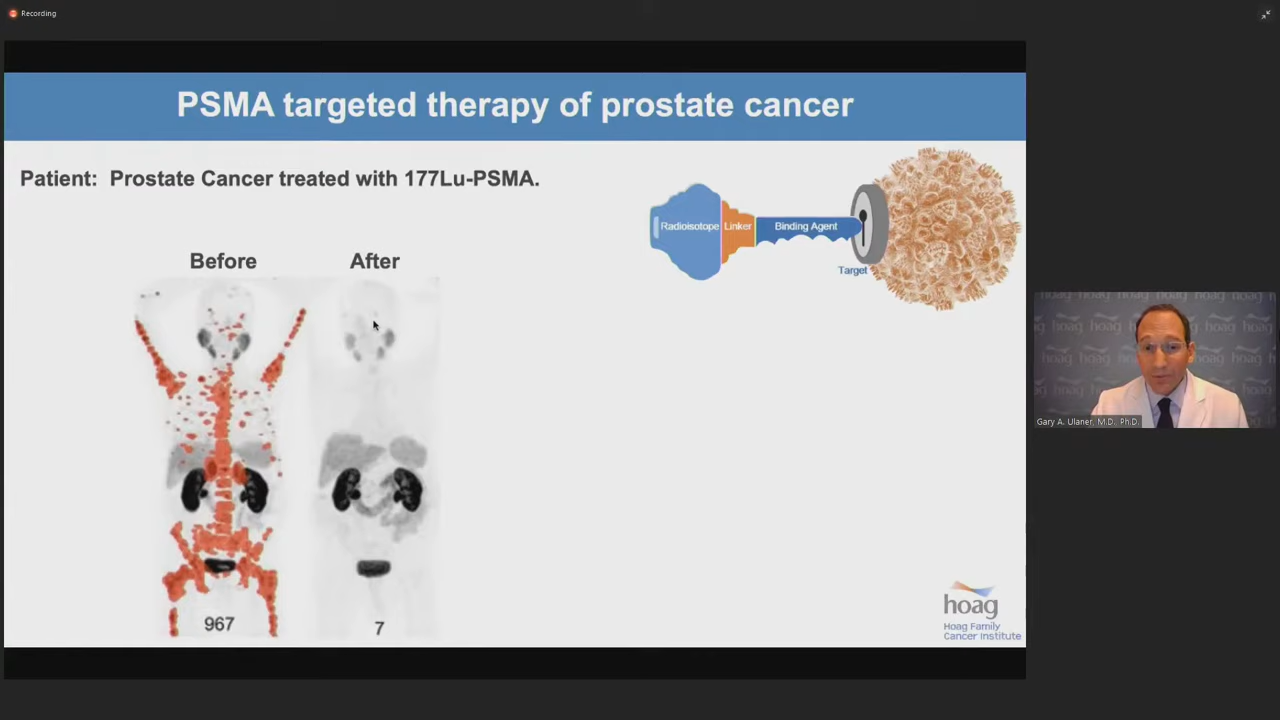 Recording
PSMA targeted therapy of prostate cancer
Patient: Prostate Cancer treated with 177Lu-PSMA.
Radioisotope
Linker
Binding Agent
Target
Before
After
967
7
hoag
Hoag Family
Cancer Institute
hoag
Gary A. Ulaner, M.D., Ph.D.